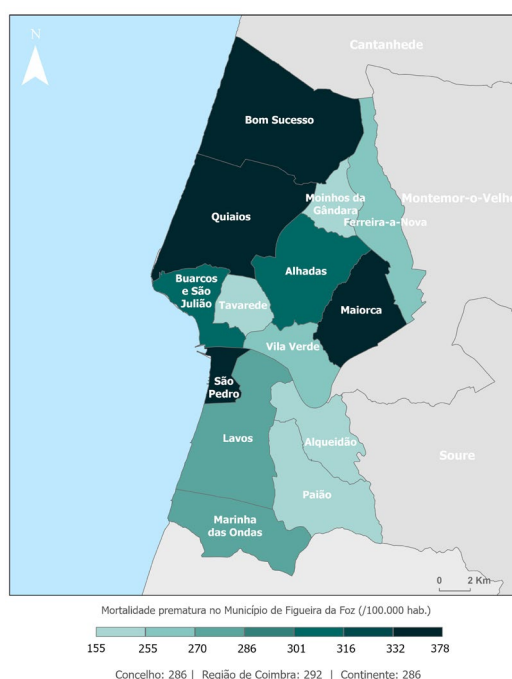 N
Cantanhede
Bom Sucesso
Moinhos da
Gândara
Montemor-o-Velho
Quiaios
Ferreira-a-Nova
Buarcos
e São
Julião
Alhadas
Tavarede
Maiorca
Vila Verde
São
Pedro
Lavos
Alqueidão
Soure
Paião
Marinha
das Ondas
0 2 Km
Mortalidade prematura no Município de Figueira da Foz (/100.000 hab.)
155 255 270 286 301 316 332 378
Concelho: 286 | Região de Coimbra: 292 | Continente: 286